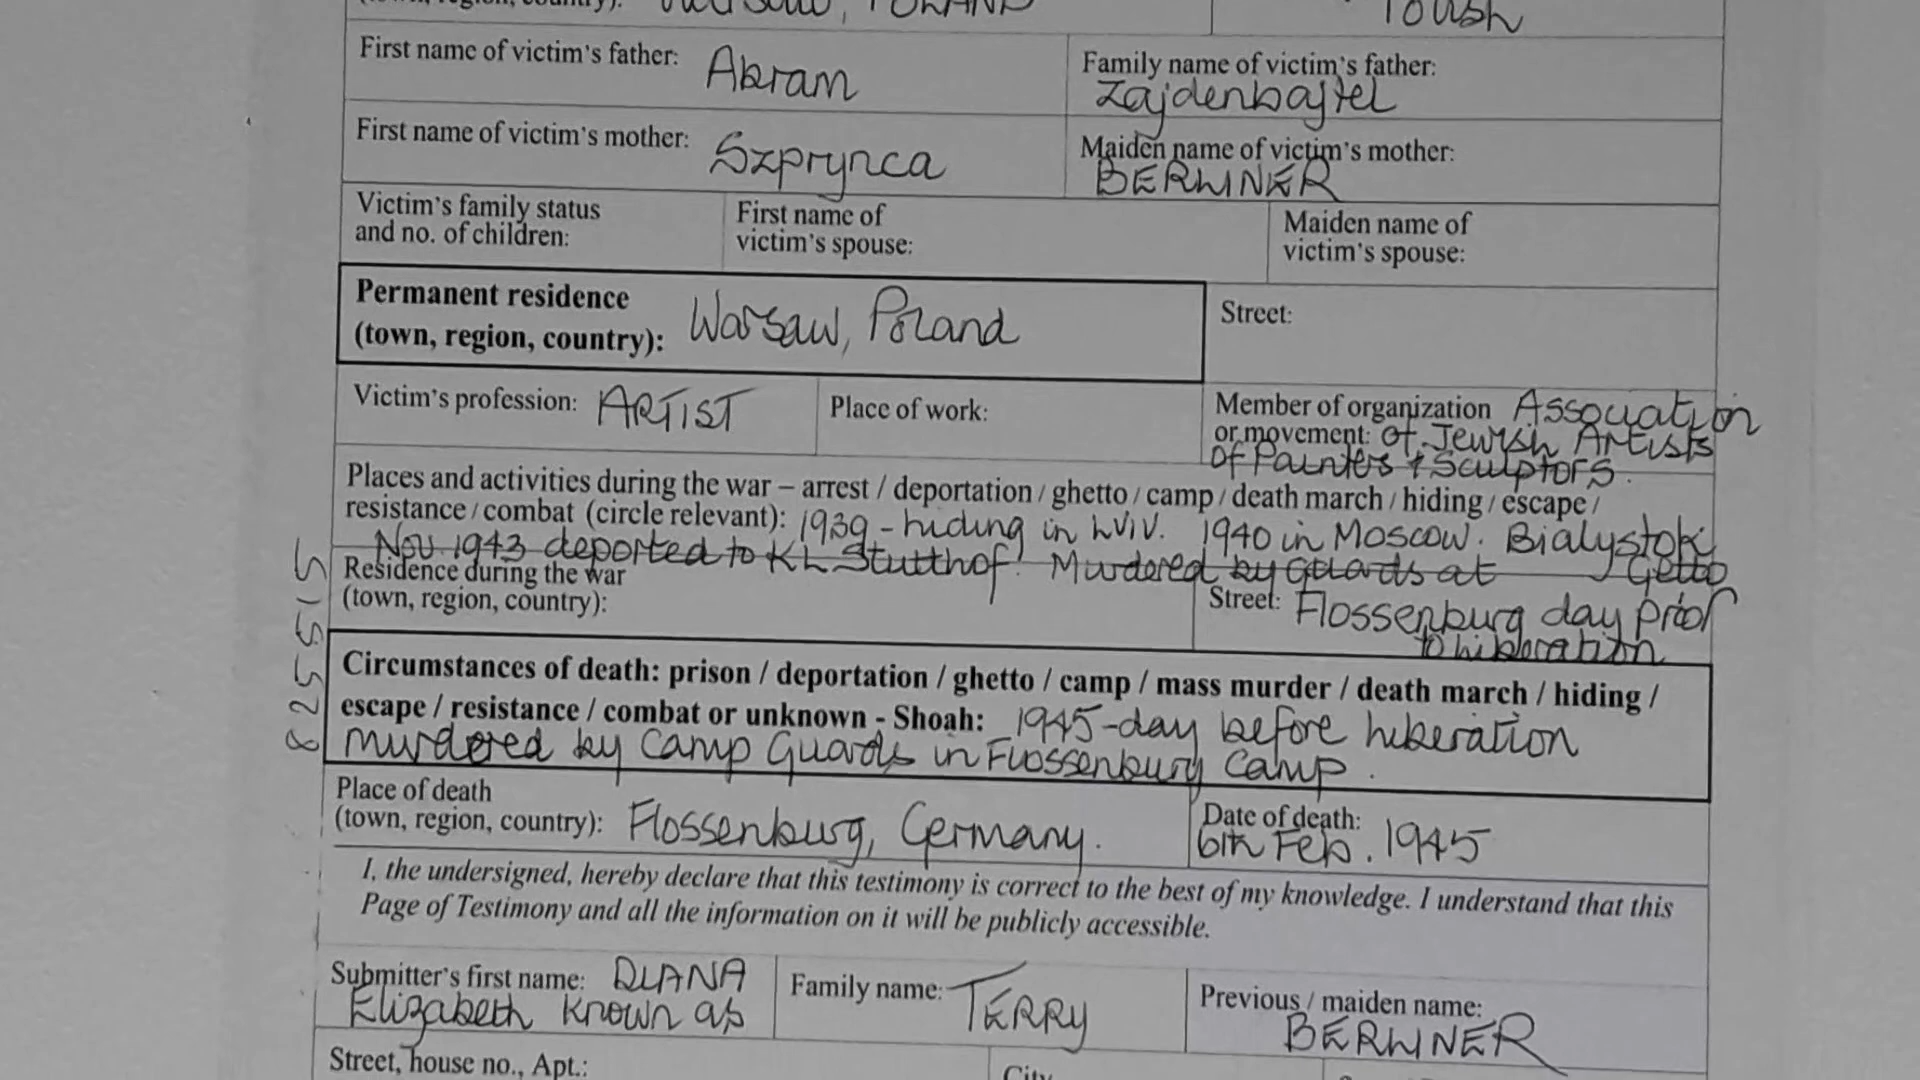 (town, region, country): Warsaw, POLAND
Polish
First name of victim's father: Abram
Family name of victim's father:
Zajdenbajtel
First name of victim's mother: Szprynca
Maiden name of victim's mother:
BERLINER
Victim's family status
and no. of children:
First name of
victim's spouse:
Maiden name of
victim's spouse:
Permanent residence
(town, region, country): Warsaw, Poland
Street:
Victim's profession: ARTIST
Place of work:
Member of organization Association
or movement: of Jewish Artists
of Painters & Sculptors.
Places and activities during the war – arrest / deportation / ghetto / camp / death march / hiding / escape /
resistance / combat (circle relevant): 1939 - hiding in LVIV. 1940 in Moscow. Bialystok
Nov 1943 deported to KL Stutthof. Murdered by guards at Getto
Residence during the war
(town, region, country):
Street: Flossenburg day prior
to liberation
Circumstances of death: prison / deportation / ghetto / camp / mass murder / death march / hiding /
escape / resistance / combat or unknown - Shoah: 1945-day before liberation
murdered by Camp Guards in Flossenburg Camp.
Place of death
(town, region, country): Flossenburg, Germany.
Date of death:
6th Feb. 1945
I, the undersigned, hereby declare that this testimony is correct to the best of my knowledge. I understand that this
Page of Testimony and all the information on it will be publicly accessible.
Submitter's first name: DIANA
Elizabeth known as
Family name: TERRY
Previous / maiden name:
BERLINER
Street, house no., Apt.:
City